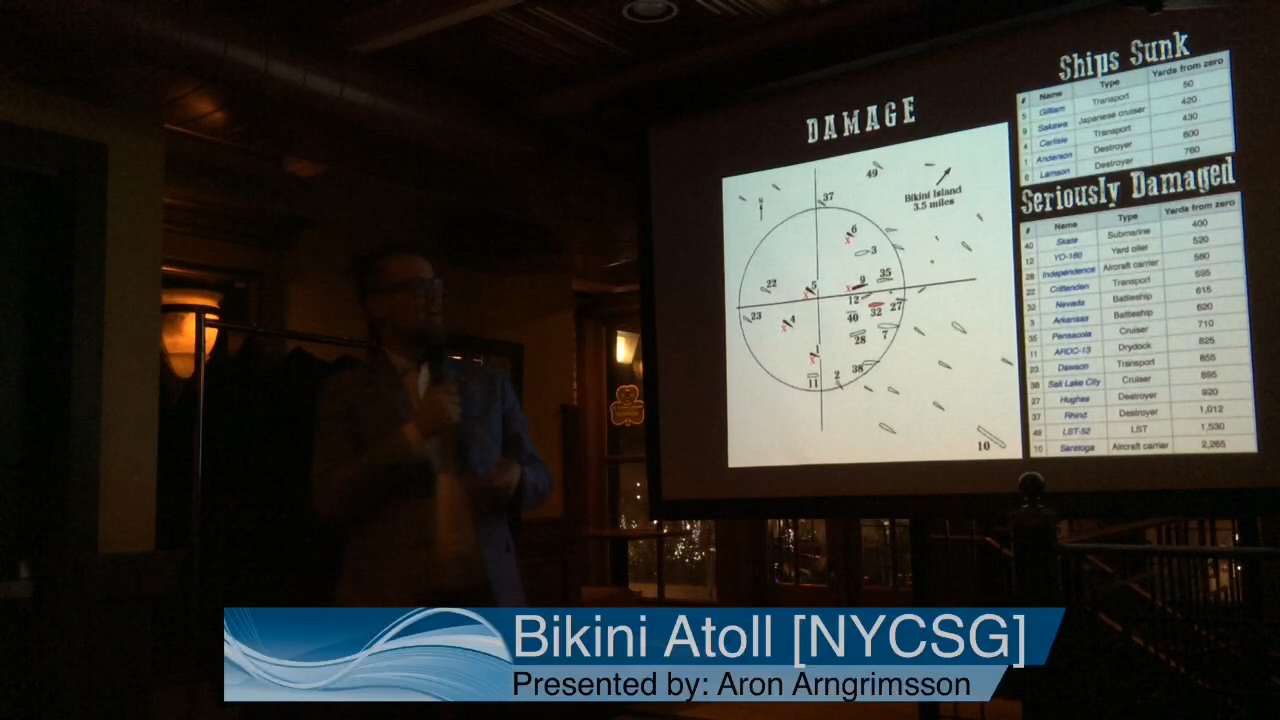 DAMAGE
N
49
37
Bikini Island
3.5 miles
6
3
22
5
9
35
12
40
32
27
23
4
28
7
1
38
2
11
10
Ships Sunk
# Name Type Yards from zero
5 Gilliam Transport 50
9 Sakawa Japanese cruiser 420
4 Carlisle Transport 430
1 Anderson Destroyer 600
6 Lamson Destroyer 760
Seriously Damaged
# Name Type Yards from zero
40 Skate Submarine 400
12 YO-160 Yard oiler 520
28 Independence Aircraft carrier 560
22 Crittenden Transport 595
32 Nevada Battleship 615
3 Arkansas Battleship 620
35 Pensacola Cruiser 710
11 ARDC-13 Drydock 825
23 Dawson Transport 855
38 Salt Lake City Cruiser 895
27 Hughes Destroyer 920
37 Rhind Destroyer 1,012
49 LST-52 LST 1,530
10 Saratoga Aircraft carrier 2,265
Bikini Atoll [NYCSG]
Presented by: Aron Arngrimsson